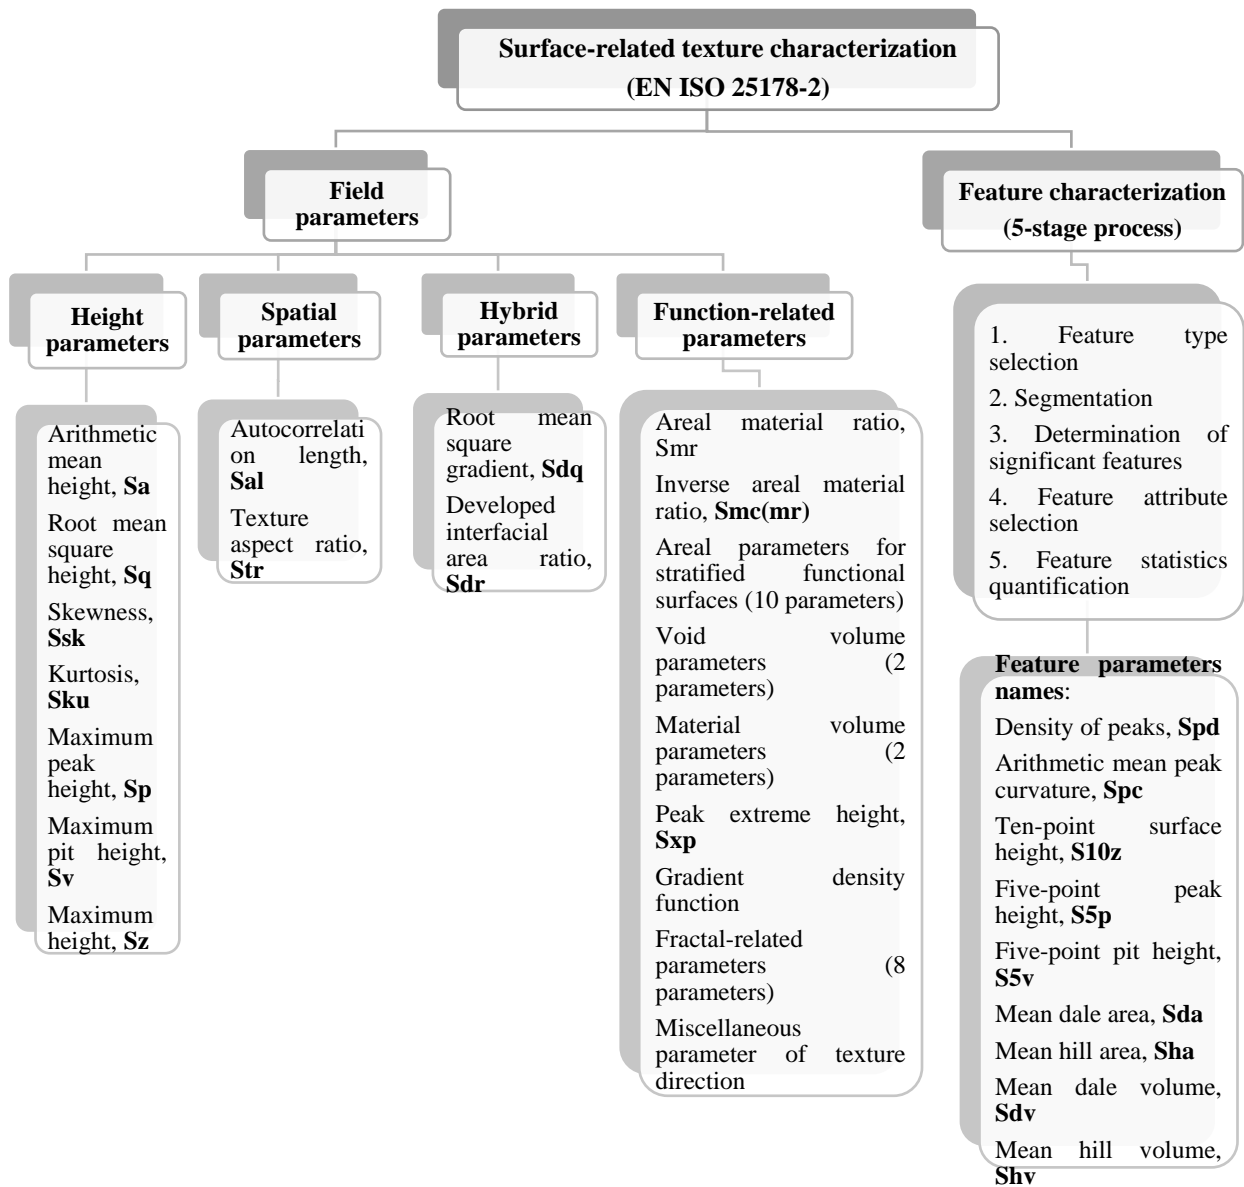 Surface-related texture characterization
(EN ISO 25178-2)
Field
parameters
Feature characterization
(5-stage process)
Height
parameters
Spatial
parameters
Hybrid
parameters
Function-related
parameters
Arithmetic
mean
height, Sa
Root mean
square
height, Sq
Skewness,
Ssk
Kurtosis,
Sku
Maximum
peak
height, Sp
Maximum
pit height,
Sv
Maximum
height, Sz
Autocorrelati
on length,
Sal
Texture
aspect ratio,
Str
Root mean
square
gradient, Sdq
Developed
interfacial
area ratio,
Sdr
Areal material ratio,
Smr
Inverse areal material
ratio, Smc(mr)
Areal parameters for
stratified functional
surfaces (10 parameters)
Void volume
parameters (2
parameters)
Material volume
parameters (2
parameters)
Peak extreme height,
Sxp
Gradient density
function
Fractal-related
parameters (8
parameters)
Miscellaneous
parameter of texture
direction
1. Feature type
selection
2. Segmentation
3. Determination of
significant features
4. Feature attribute
selection
5. Feature statistics
quantification
Feature parameters
names:
Density of peaks, Spd
Arithmetic mean peak
curvature, Spc
Ten-point surface
height, S10z
Five-point peak
height, S5p
Five-point pit height,
S5v
Mean dale area, Sda
Mean hill area, Sha
Mean dale volume,
Sdv
Mean hill volume,
Shv